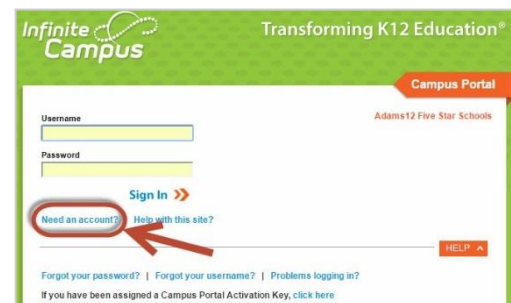 Infinite Campus
Transforming K12 Education®
Campus Portal
Adams12 Five Star Schools
Username
Password
Sign In »
Need an account? Help with this site?
HELP
Forgot your password? | Forgot your username? | Problems logging in?
If you have been assigned a Campus Portal Activation Key, click here